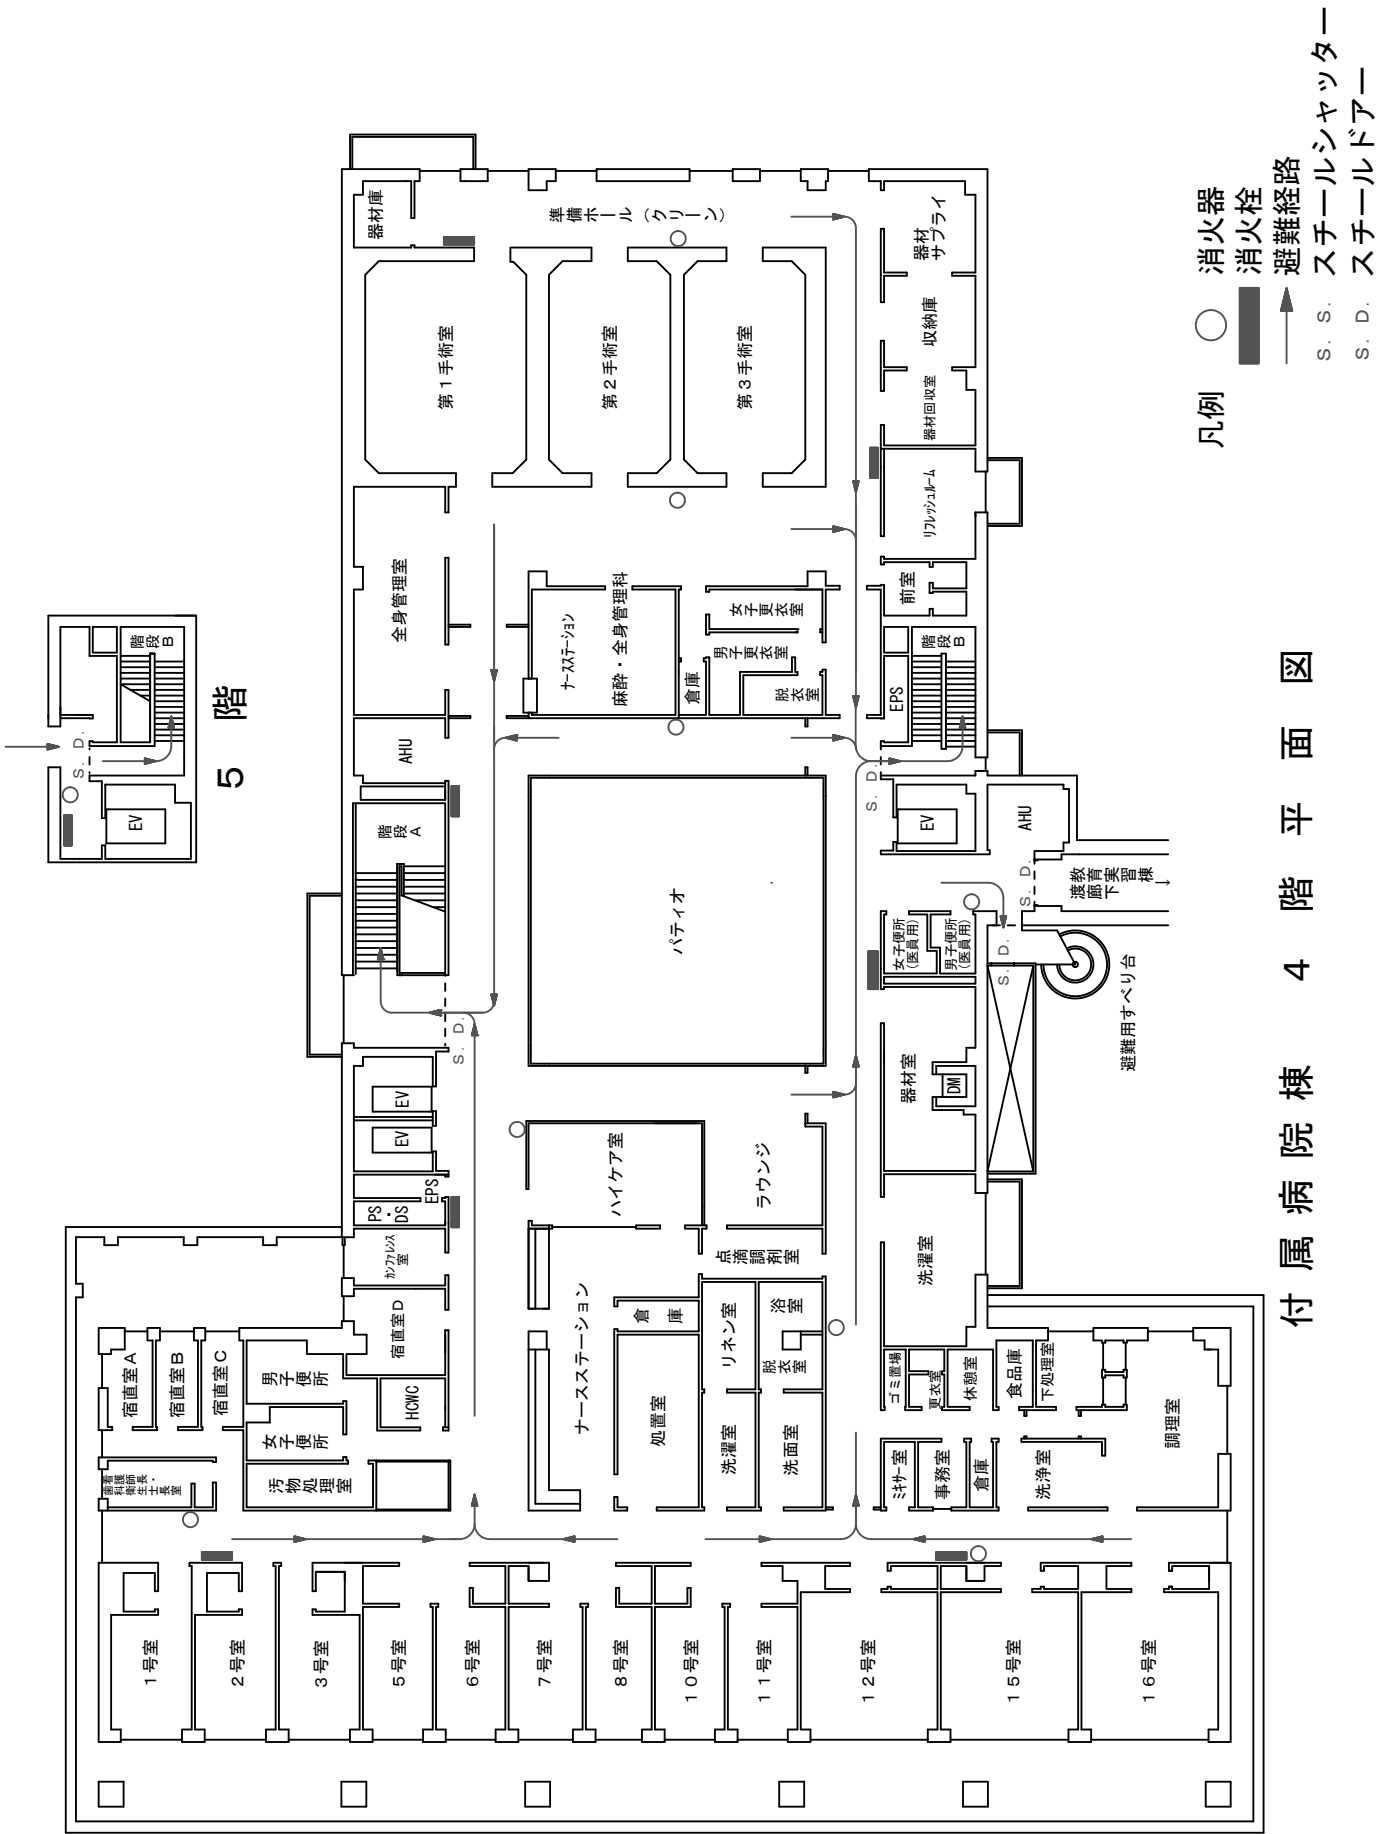 付属病院棟 4階平面図
5階
凡例
消火器
消火栓
避難経路
S. S. スチールシャッター
S. D. スチールドアー
階段B
S. D.
EV
器材庫
準備ホール(クリーン)
第1手術室
第2手術室
第3手術室
器材サプライ
収納庫
器材回収室
リフレッシュルーム
前室
階段B
EPS
全身管理室
ナースステーション
麻酔・全身管理科
倉庫
女子更衣室
男子更衣室
脱衣室
AHU
階段A
パティオ
S. D.
EV
AHU
S. D.
渡廊下
教育実習棟
↓
女子便所
(医員用)
男子便所
(医員用)
S. D.
避難用すべり台
S. D.
EV
EV
EPS
PS・DS
ハイケア室
ラウンジ
器材室
DM
カンファレンス室
点滴調剤室
洗濯室
宿直室D
宿直室A
宿直室B
宿直室C
男子便所
女子便所
HCWC
汚物処理室
看護師長・
歯科衛生士長室
ナースステーション
倉庫
処置室
リネン室
浴室
脱衣室
洗濯室
洗面室
ゴミ置場
更衣室
休憩室
食品庫
下処理室
ミキサー室
事務室
倉庫
洗浄室
調理室
1号室
2号室
3号室
5号室
6号室
7号室
8号室
10号室
11号室
12号室
15号室
16号室